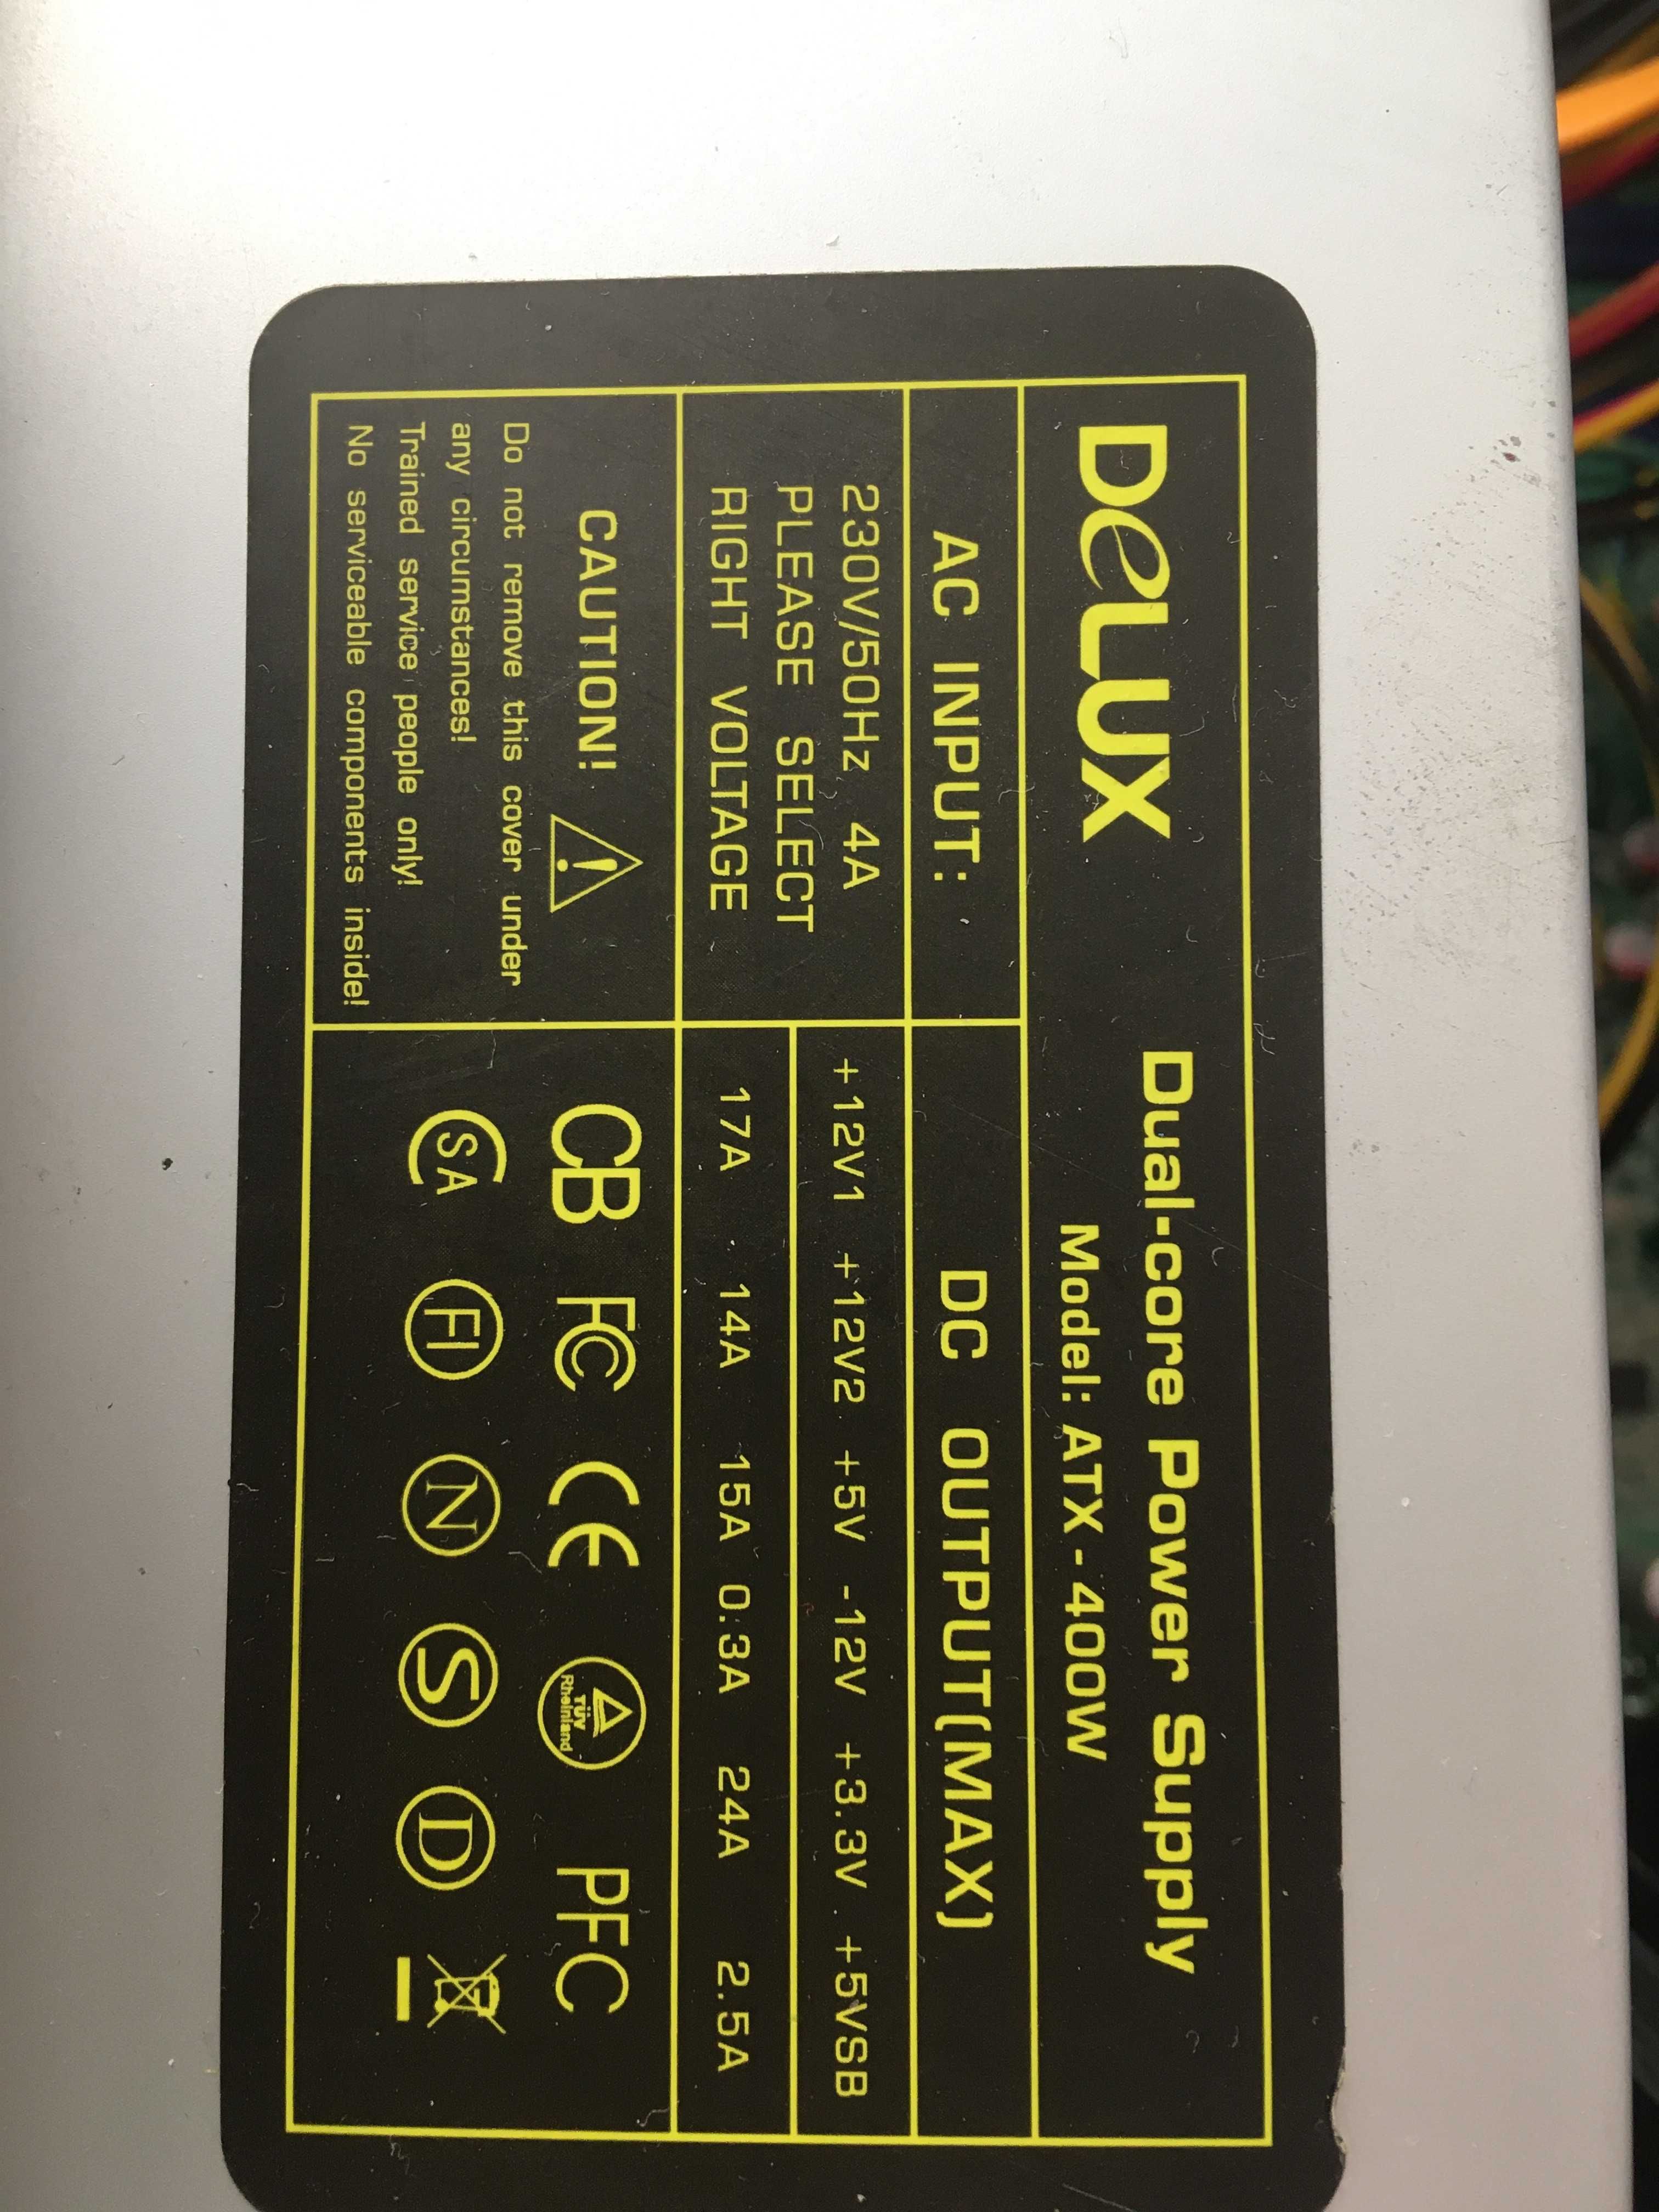 DeLUX
Dual-core Power Supply
Model: ATX-400W
AC INPUT:
230V/50Hz 4A
PLEASE SELECT
RIGHT VOLTAGE
DC OUTPUT(MAX)
+12V1 +12V2 +5V -12V +3.3V +5VSB
17A 14A 15A 0.3A 24A 2.5A
CAUTION!
Do not remove this cover under
any circumstances!
Trained service people only!
No serviceable components inside!
CB FC CE TÜV Rheinland PFC
CSA FI N S D